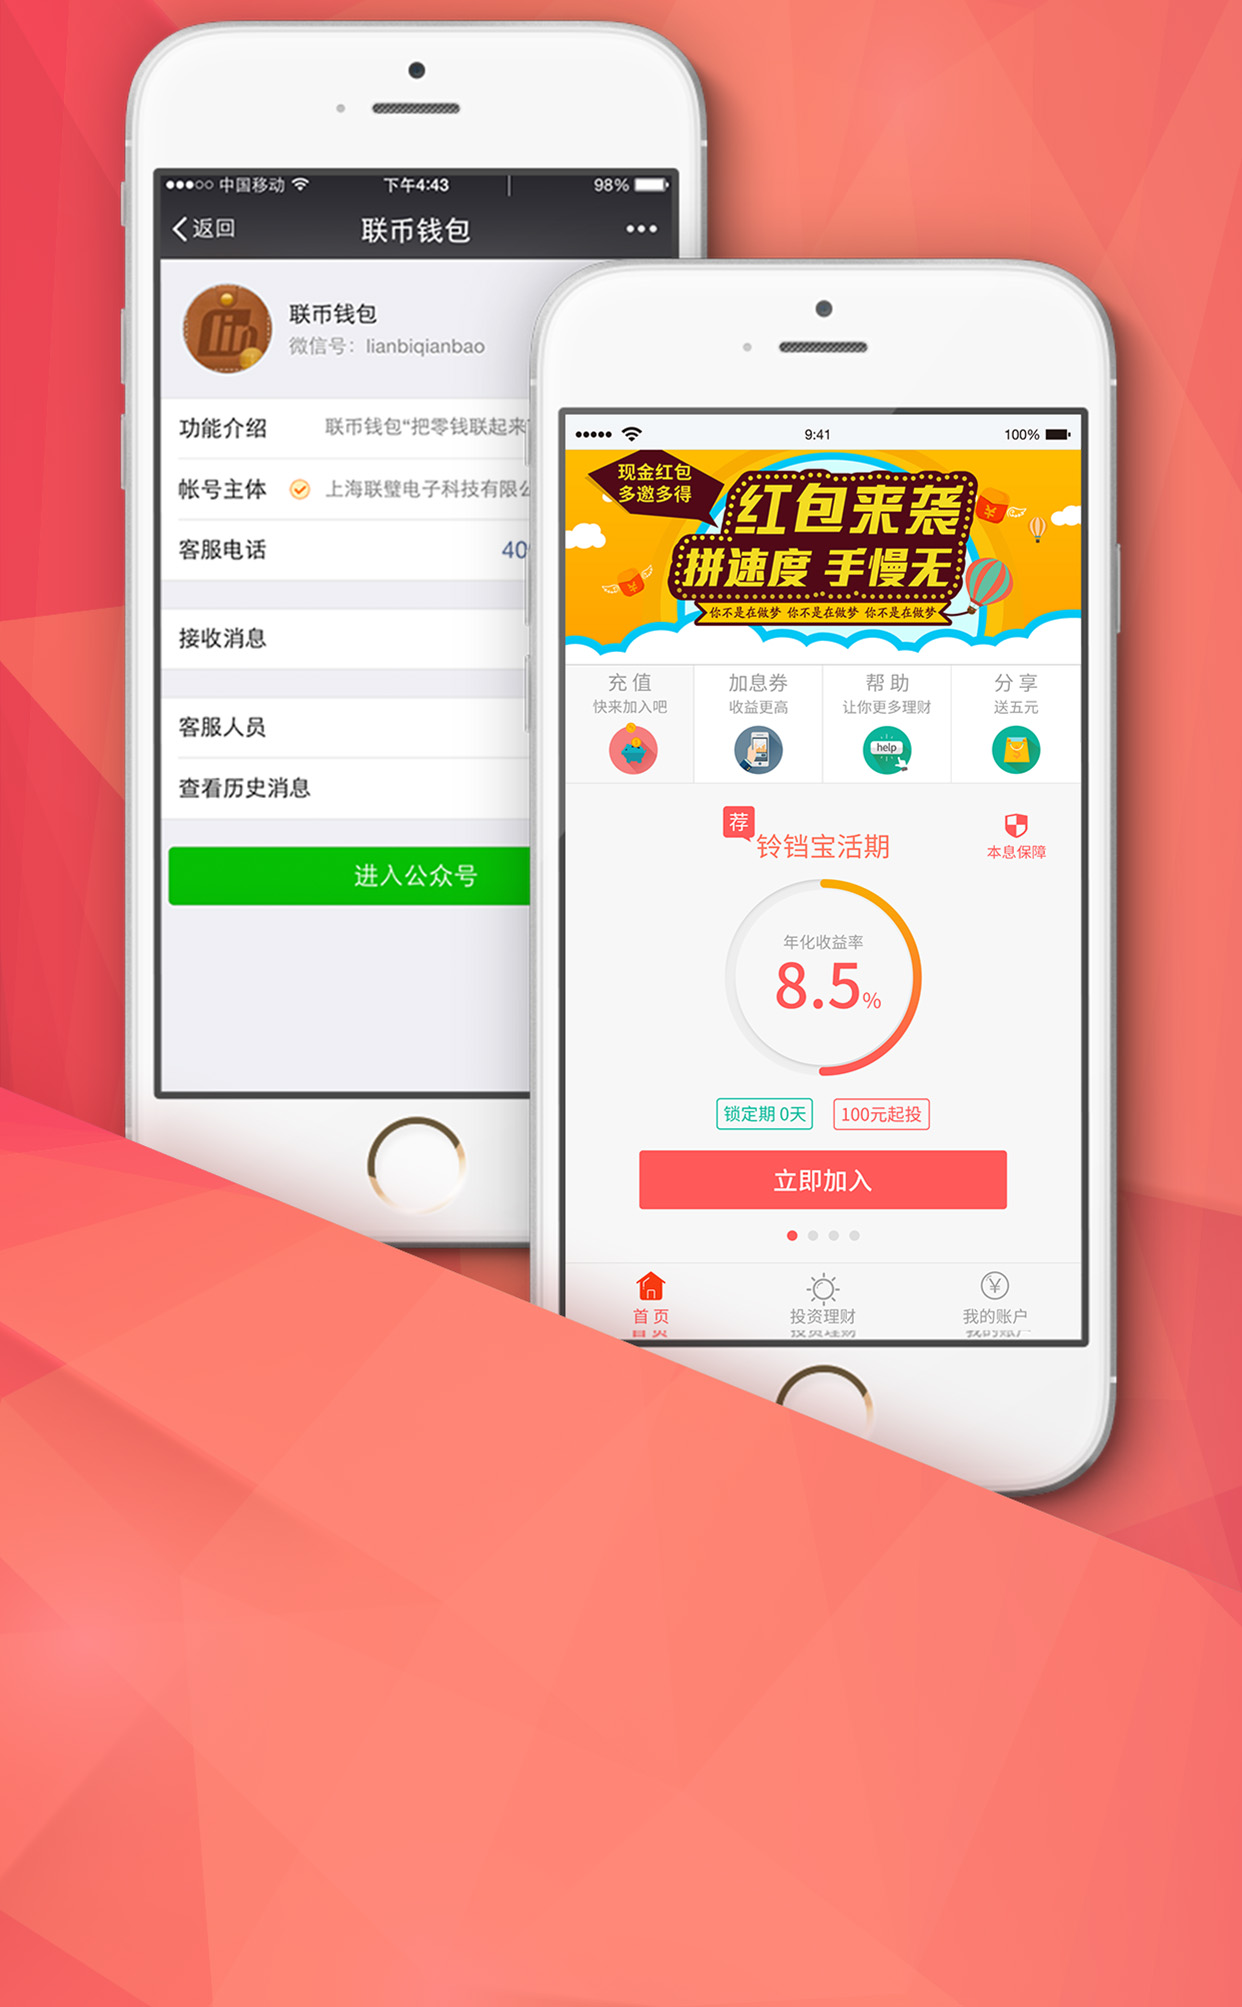 中国移动
下午4:43
98%
返回
联币钱包
联币钱包
微信号：lianbiqianbao
功能介绍
联币钱包“把零钱联起来
帐号主体
上海联璧电子科技有限公
客服电话
40
接收消息
客服人员
查看历史消息
进入公众号
9:41
100%
现金红包
多邀多得
红包来袭
拼速度 手慢无
你不是在做梦 你不是在做梦 你不是在做梦
充 值
快来加入吧
加息券
收益更高
帮 助
让你更多理财
help
分 享
送五元
荐
铃铛宝活期
本息保障
年化收益率
8.5%
锁定期 0天
100元起投
立即加入
首 页
投资理财
我的账户